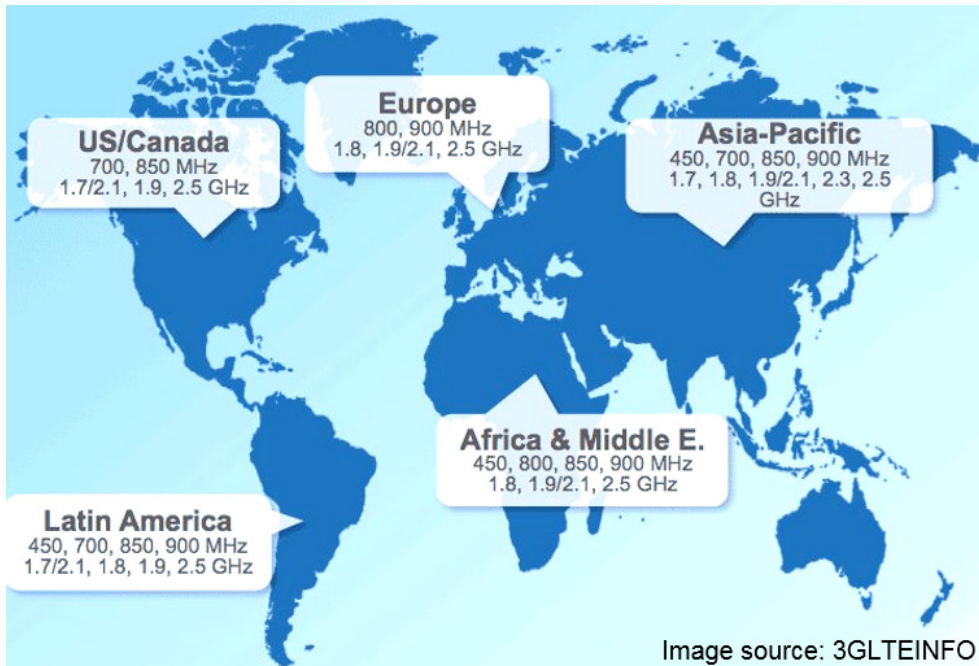 US/Canada
700, 850 MHz
1.7/2.1, 1.9, 2.5 GHz
Europe
800, 900 MHz
1.8, 1.9/2.1, 2.5 GHz
Asia-Pacific
450, 700, 850, 900 MHz
1.7, 1.8, 1.9/2.1, 2.3, 2.5
GHz
Africa & Middle E.
450, 800, 850, 900 MHz
1.8, 1.9/2.1, 2.5 GHz
Latin America
450, 700, 850, 900 MHz
1.7/2.1, 1.8, 1.9, 2.5 GHz
Image source: 3GLTEINFO